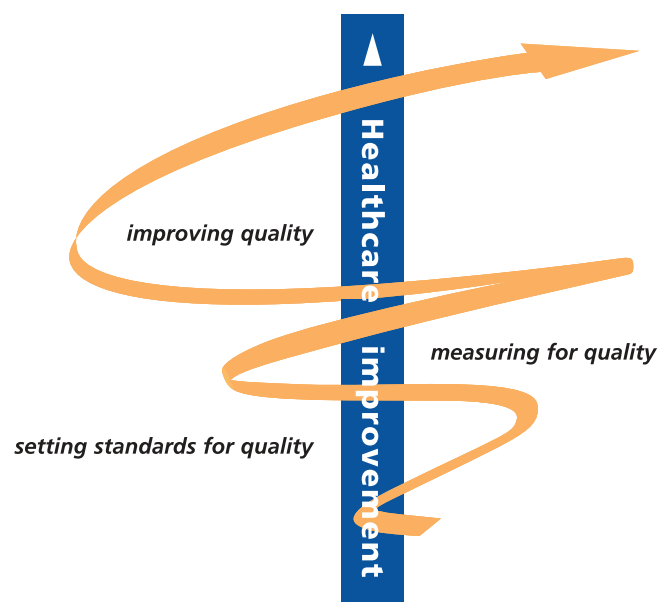 Healthcare improvement
improving quality
measuring for quality
setting standards for quality